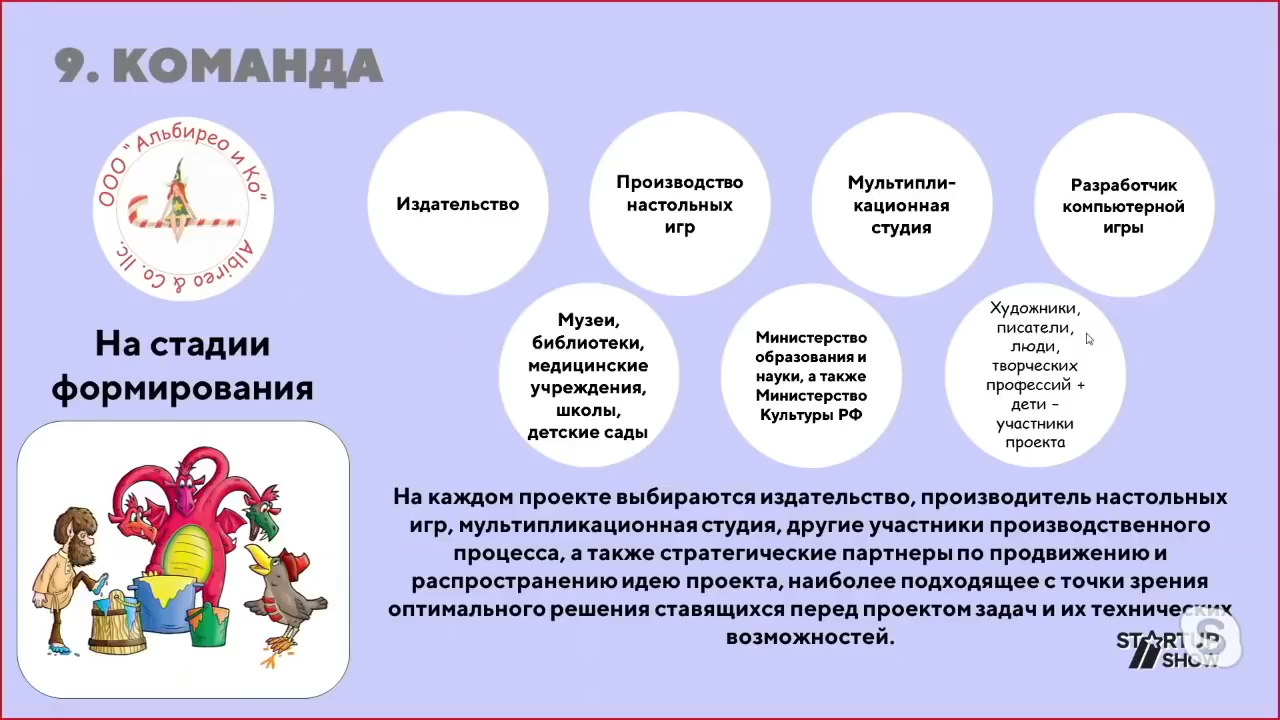 9. КОМАНДА
ООО " Альбирео и Ко"
Albireo & Co. llc.
На стадии
формирования
Издательство
Производство
настольных
игр
Мультипли-
кационная
студия
Разработчик
компьютерной
игры
Музеи,
библиотеки,
медицинские
учреждения,
школы,
детские сады
Министерство
образования и
науки, а также
Министерство
Культуры РФ
Художники,
писатели,
люди,
творческих
профессий +
дети –
участники
проекта
На каждом проекте выбираются издательство, производитель настольных
игр, мультипликационная студия, другие участники производственного
процесса, а также стратегические партнеры по продвижению и
распространению идею проекта, наиболее подходящее с точки зрения
оптимального решения ставящихся перед проектом задач и их технических
возможностей.
STARTUP
SHOW